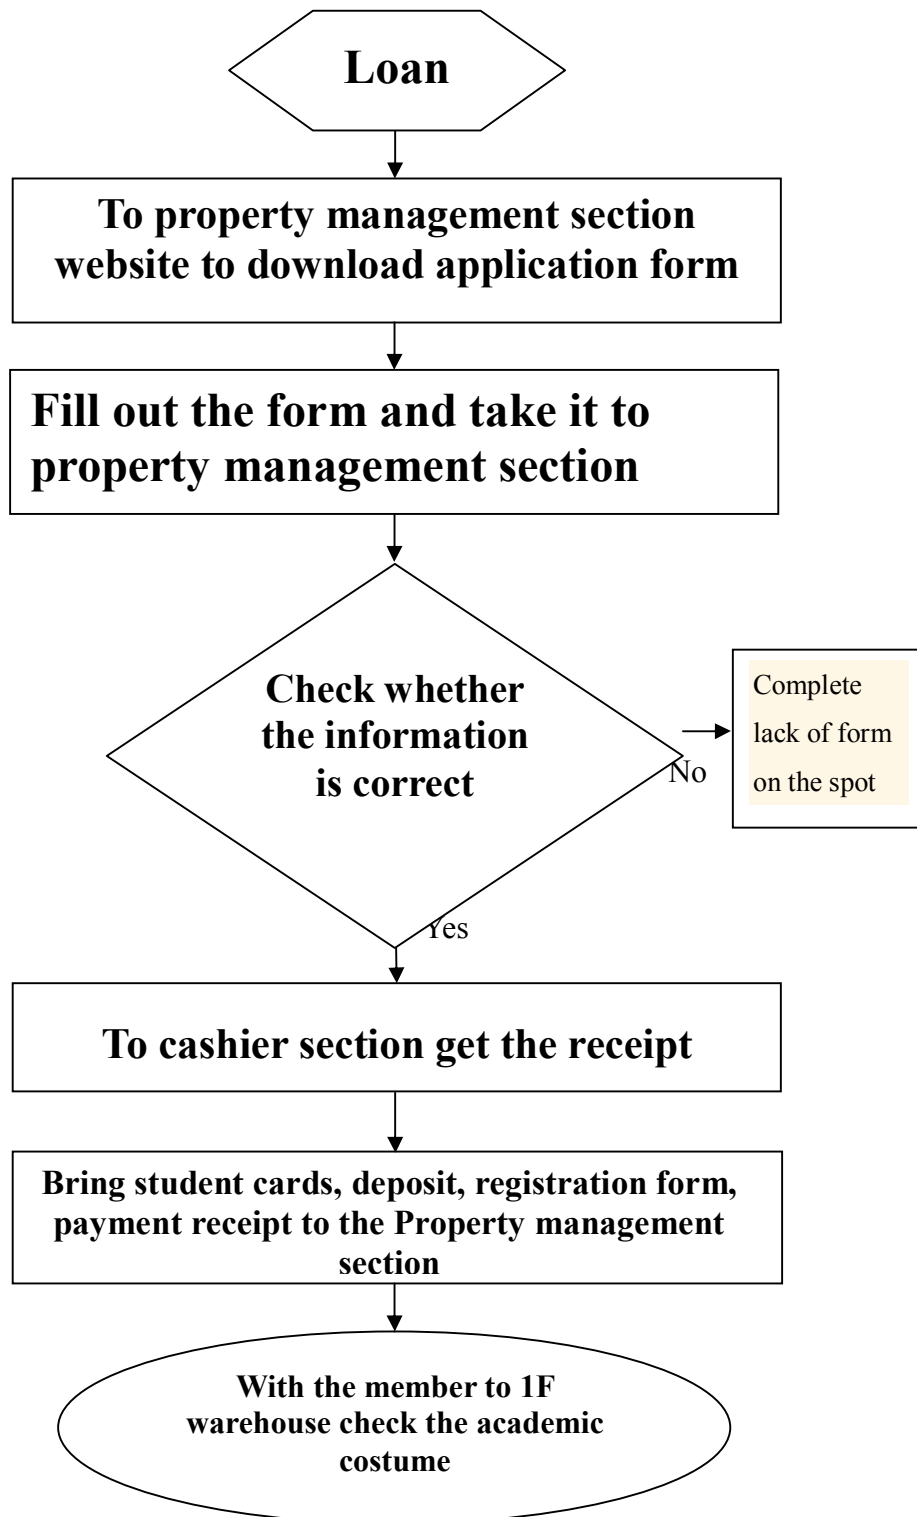 Loan
To property management section
website to download application form
Fill out the form and take it to
property management section
Check whether
the information
is correct
Complete
lack of form
on the spot
No
Yes
To cashier section get the receipt
Bring student cards, deposit, registration form,
payment receipt to the Property management
section
With the member to 1F
warehouse check the academic
costume